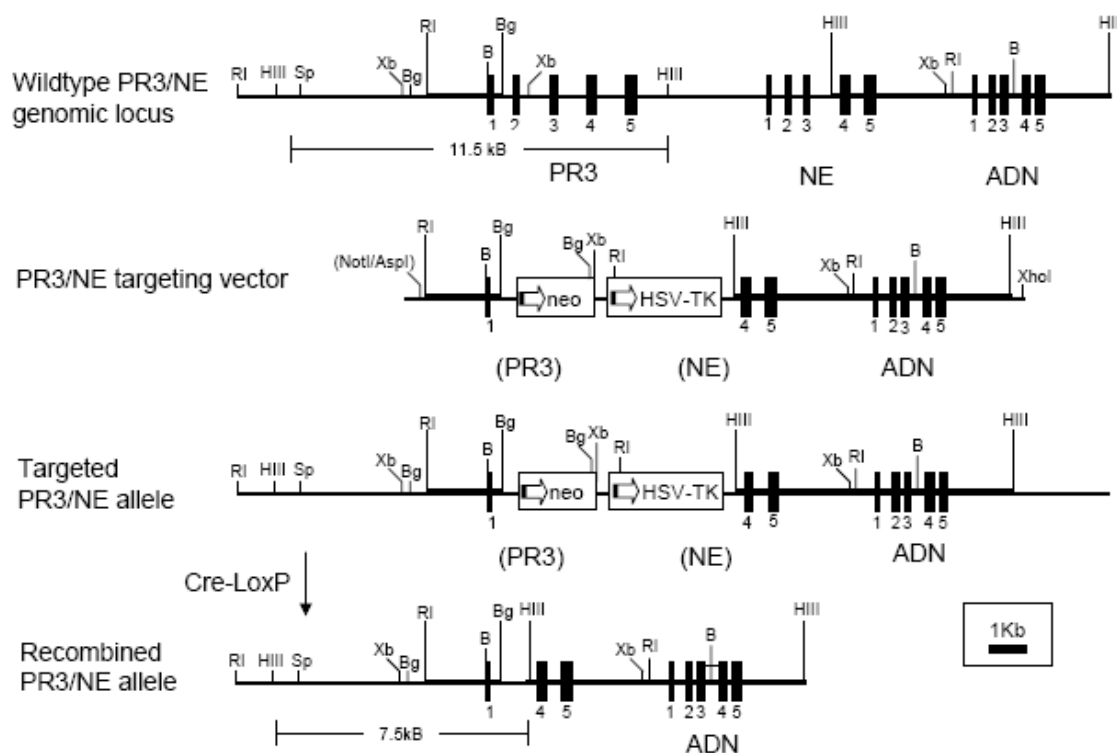 HIII HI
RI Bg
B Xb RI B
RI HIII Sp Xb Bg Xb HIII
Wildtype PR3/NE
genomic locus
1 2 3 4 5 1 2 3 4 5 1 2 3 4 5
11.5 kB
PR3 NE ADN
RI Bg HIII HIII
B Bg Xb RI B
(NotI/AspI) Xb RI XhoI
PR3/NE targeting vector
neo HSV-TK
1 4 5 1 2 3 4 5
(PR3) (NE) ADN
RI Bg HIII HIII
B Bg Xb RI B
RI HIII Sp Xb Bg Xb RI
Targeted
PR3/NE allele
neo HSV-TK
1 4 5 1 2 3 4 5
(PR3) (NE) ADN
Cre-LoxP
RI Bg HIII HIII
B B
RI HIII Sp Xb Bg Xb RI
1Kb
Recombined
PR3/NE allele
1 4 5 1 2 3 4 5
7.5kB
ADN